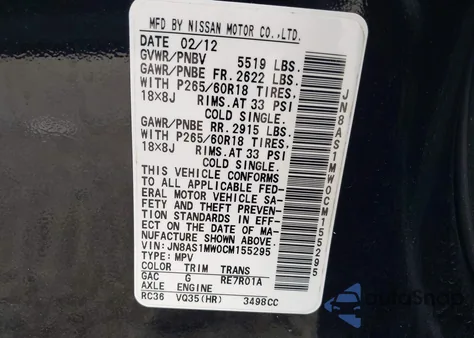 MFD BY NISSAN MOTOR CO.,LTD.
DATE 02/12
GVWR/PNBV 5519 LBS.
GAWR/PNBE FR. 2622 LBS.
WITH P265/60R18 TIRES,
18X8J RIMS.AT 33 PSI
COLD SINGLE.
GAWR/PNBE RR. 2915 LBS.
WITH P265/60R18 TIRES,
18X8J RIMS.AT 33 PSI
COLD SINGLE.
THIS VEHICLE CONFORMS
TO ALL APPLICABLE FED-
ERAL MOTOR VEHICLE SA-
FETY AND THEFT PREVEN-
TION STANDARDS IN EFF-
ECT ON THE DATE OF MA-
NUFACTURE SHOWN ABOVE.
VIN:JN8AS1MW0CM155295
TYPE:MPV
COLOR TRIM TRANS
GAC G RE7R01A
AXLE ENGINE
RC36 VQ35(HR) 3498CC
JN8AS1MW0CM155295
AutoSnap